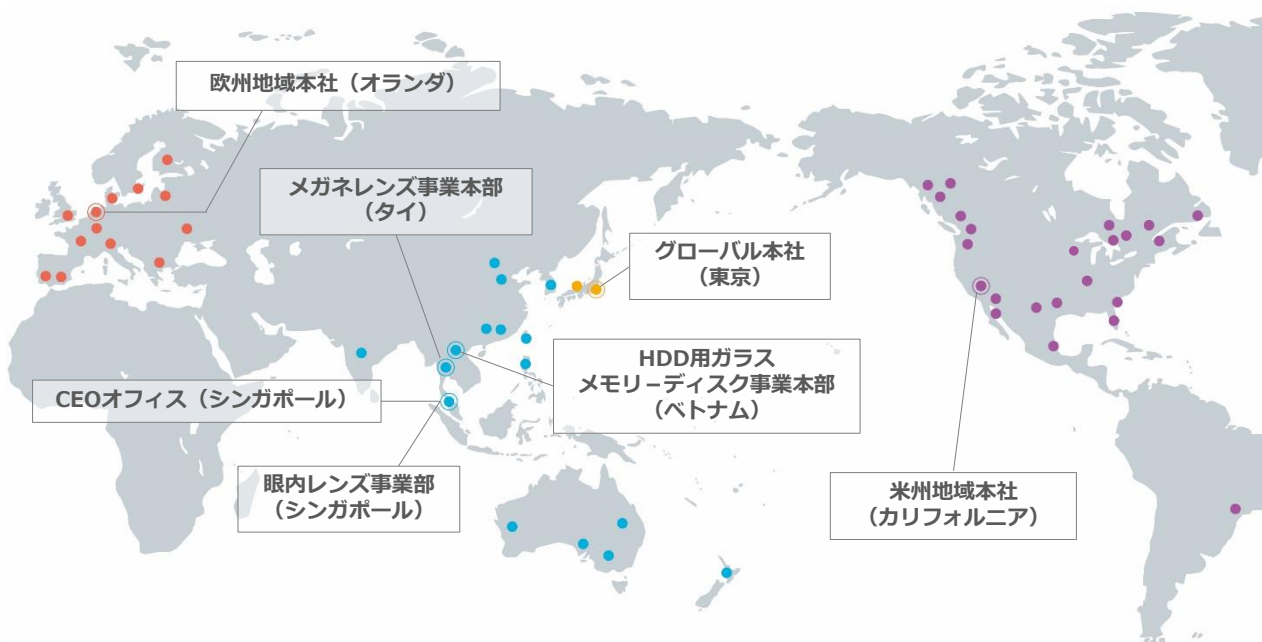 欧州地域本社（オランダ）
メガネレンズ事業本部
（タイ）
グローバル本社
（東京）
HDD用ガラス
メモリーディスク事業本部
（ベトナム）
CEOオフィス（シンガポール）
眼内レンズ事業部
（シンガポール）
米州地域本社
（カリフォルニア）